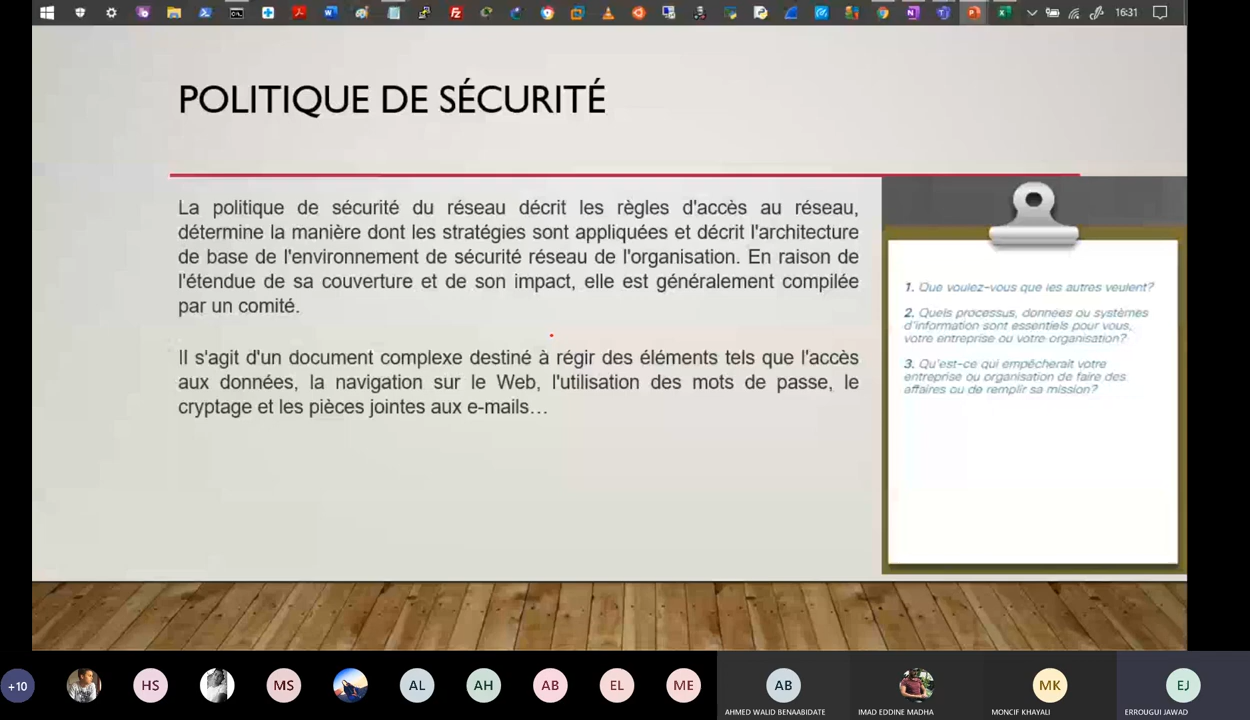 16:31
POLITIQUE DE SÉCURITÉ
La politique de sécurité du réseau décrit les règles d'accès au réseau,
détermine la manière dont les stratégies sont appliquées et décrit l'architecture
de base de l'environnement de sécurité réseau de l'organisation. En raison de
l'étendue de sa couverture et de son impact, elle est généralement compilée
par un comité.
Il s'agit d'un document complexe destiné à régir des éléments tels que l'accès
aux données, la navigation sur le Web, l'utilisation des mots de passe, le
cryptage et les pièces jointes aux e-mails…
1. Que voulez-vous que les autres veulent?
2. Quels processus, donnees ou systèmes
d'information sont essentiels pour vous,
votre entreprise ou votre organisation?
3. Qu'est-ce qui empêcherait votre
entreprise ou organisation de faire des
affaires ou de remplir sa mission?
+10
HS
MS
AL
AH
AB
EL
ME
AB
MK
EJ
AHMED WALID BENAABIDATE
IMAD EDDINE MADHA
MONCIF KHAYALI
ERROUGUI JAWAD